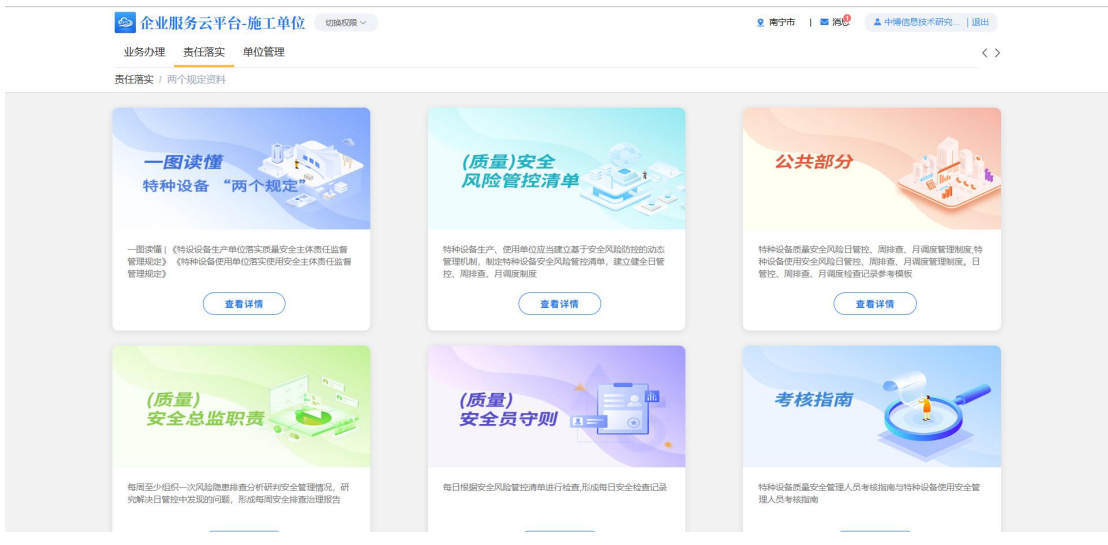 企业服务云平台-施工单位 切换权限
南宁市 | 消息 中博信息技术研究... | 退出
业务办理 责任落实 单位管理
责任落实 / 两个规定资料
一图读懂
特种设备 “两个规定”
一图读懂 | 《特设设备生产单位落实质量安全主体责任监督
管理规定》 《特种设备使用单位落实使用安全主体责任监督
管理规定》
查看详情
(质量)安全
风险管控清单
特种设备生产、使用单位应当建立基于安全风险防控的动态
管理机制，制定特种设备安全风险管控清单，建立健全日管
控、周排查、月调度制度
查看详情
公共部分
特种设备质量安全风险日管控、周排查、月调度管理制度;特
种设备使用安全风险日管控、周排查、月调度管理制度。日
管控、周排查、月调度检查记录参考模板
查看详情
(质量)
安全总监职责
每周至少组织一次风险隐患排查分析研判安全管理情况，研
究解决日管控中发现的问题，形成每周安全排查治理报告
(质量)
安全员守则
每日根据安全风险管控清单进行检查,形成每日安全检查记录
考核指南
特种设备质量安全管理人员考核指南与特种设备使用安全管
理人员考核指南